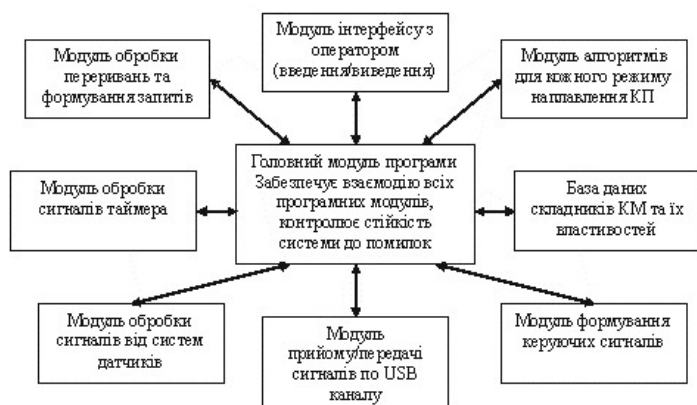 Модуль обробки
переривань та
формування запитів
Модуль інтерфейсу з
оператором
(введення/виведення)
Модуль алгоритмів
для кожного режиму
наплавлення КП
Модуль обробки
сигналів таймера
Головний модуль програми
Забезпечує взаємодію всіх
програмних модулів,
контролює стійкість
системи до помилок
База даних
складників КМ та їх
властивостей
Модуль обробки
сигналів від систем
датчиків
Модуль
прийому/передачі
сигналів по USB
каналу
Модуль формування
керуючих сигналів